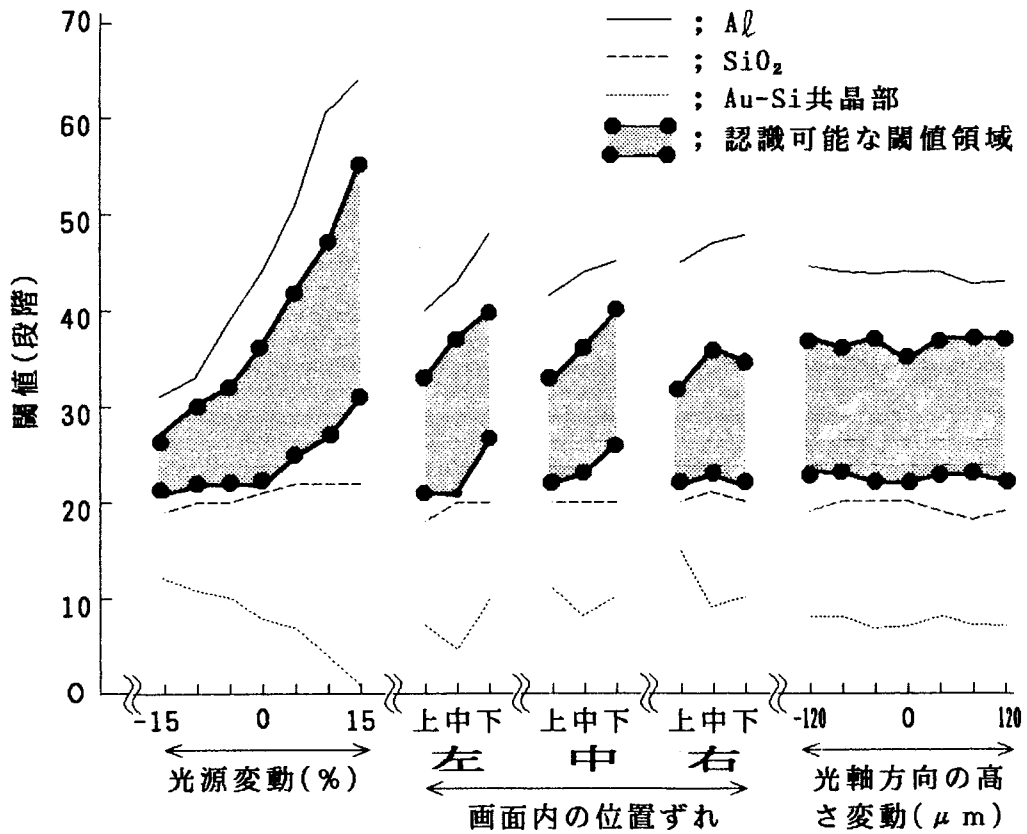 70
60
50
40
30
20
10
0
閾値(段階)
; Aℓ
; SiO₂
; Au-Si共晶部
; 認識可能な閾値領域
-15 0 15
光源変動(%)
上中下 上中下 上中下
左 中 右
画面内の位置ずれ
-120 0 120
光軸方向の高
さ変動(μm)